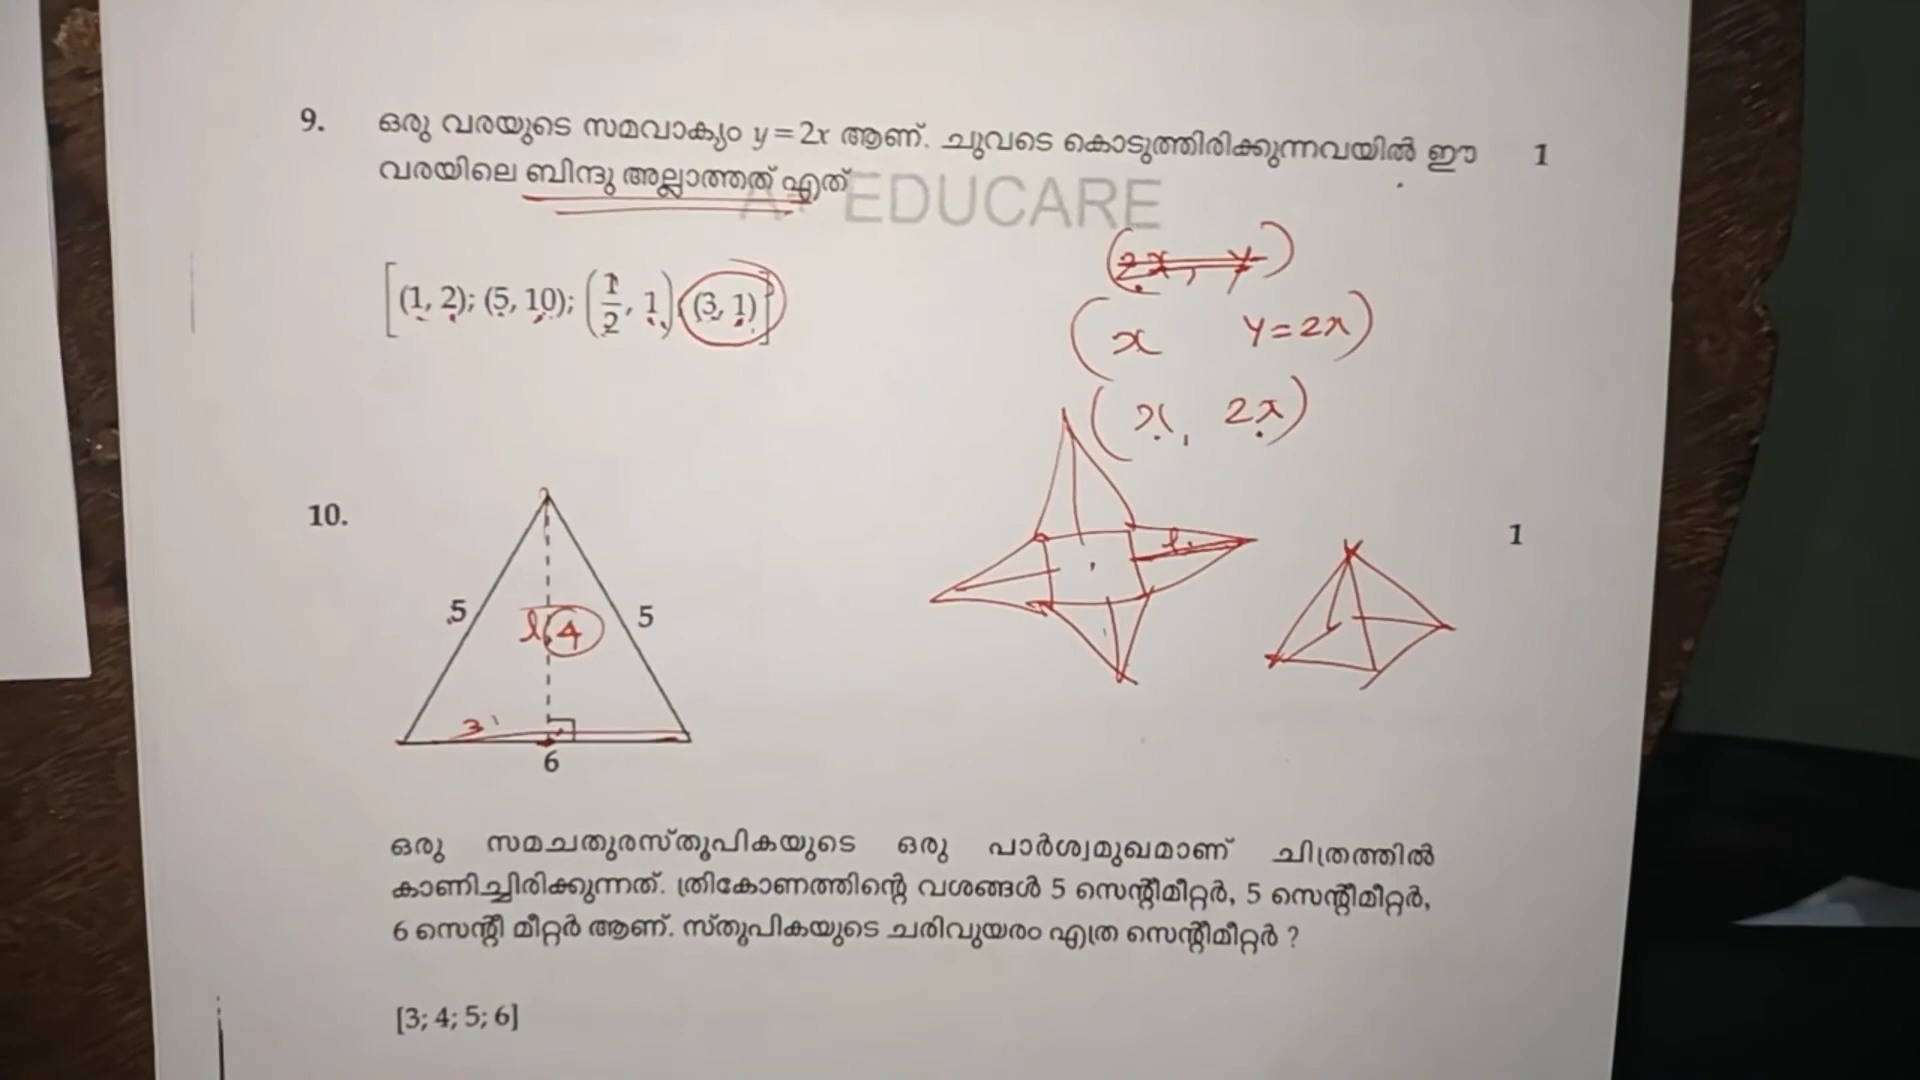 9. ഒരു വരയുടെ സമവാക്യം y = 2x ആണ്. ചുവടെ കൊടുത്തിരിക്കുന്നവയിൽ ഈ 1
വരയിലെ ബിന്ദു അല്ലാത്തത് ഏത്
A+ EDUCARE
(2x, y)
[(1, 2); (5, 10); (1/2, 1) (3, 1)]
(x y = 2x)
(x, 2x)
10. 1
l
5 l 4 5
3
6
ഒരു സമചതുരസ്തൂപികയുടെ ഒരു പാർശ്വമുഖമാണ് ചിത്രത്തിൽ
കാണിച്ചിരിക്കുന്നത്. ത്രികോണത്തിന്റെ വശങ്ങൾ 5 സെന്റീമീറ്റർ, 5 സെന്റീമീറ്റർ,
6 സെന്റീ മീറ്റർ ആണ്. സ്തൂപികയുടെ ചരിവുയരം എത്ര സെന്റീമീറ്റർ ?
[3; 4; 5; 6]